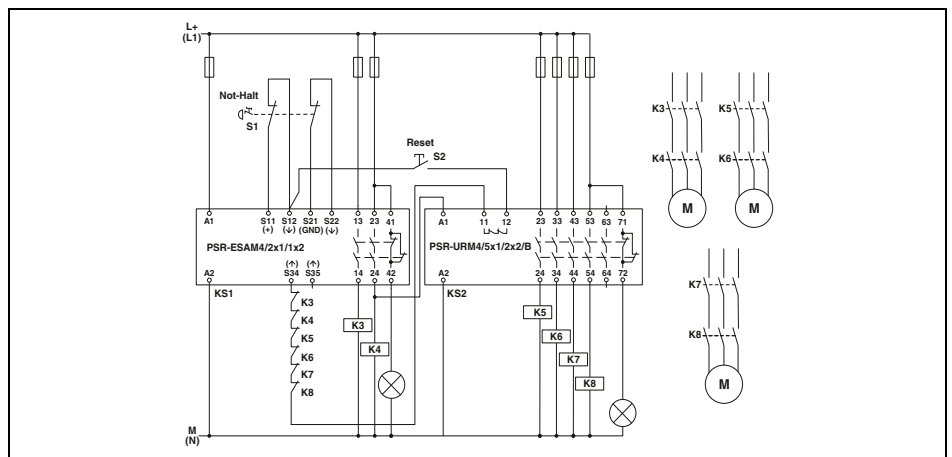 L+
(L1)
Not-Halt
S1
Reset
S2
K3
K4
K5
K6
M
M
A1
S11
(+)
S12
(↓)
S21
(GND)
S22
(↓)
13
23
41
A1
11
12
23
33
43
53
63
71
PSR-ESAM4/2x1/1x2
PSR-URM4/5x1/2x2/B
A2
(↑)
S34
(↑)
S35
14
24
42
A2
24
34
44
54
64
72
KS1
KS2
K3
K4
K5
K6
K7
K8
K3
K4
K5
K6
K7
K8
K7
K8
M
M
(N)